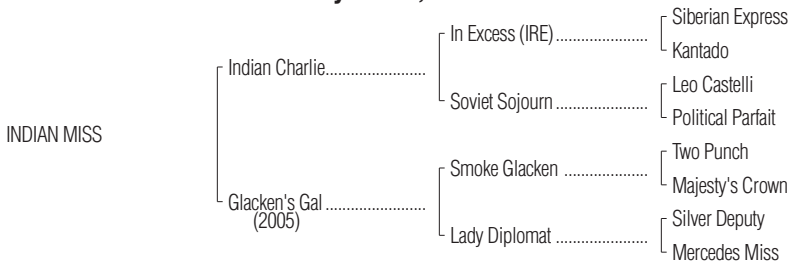 Siberian Express
In Excess (IRE)
Kantado
Indian Charlie
Leo Castelli
Soviet Sojourn
Political Parfait
INDIAN MISS
Two Punch
Smoke Glacken
Majesty's Crown
Glacken's Gal
(2005)
Silver Deputy
Lady Diplomat
Mercedes Miss